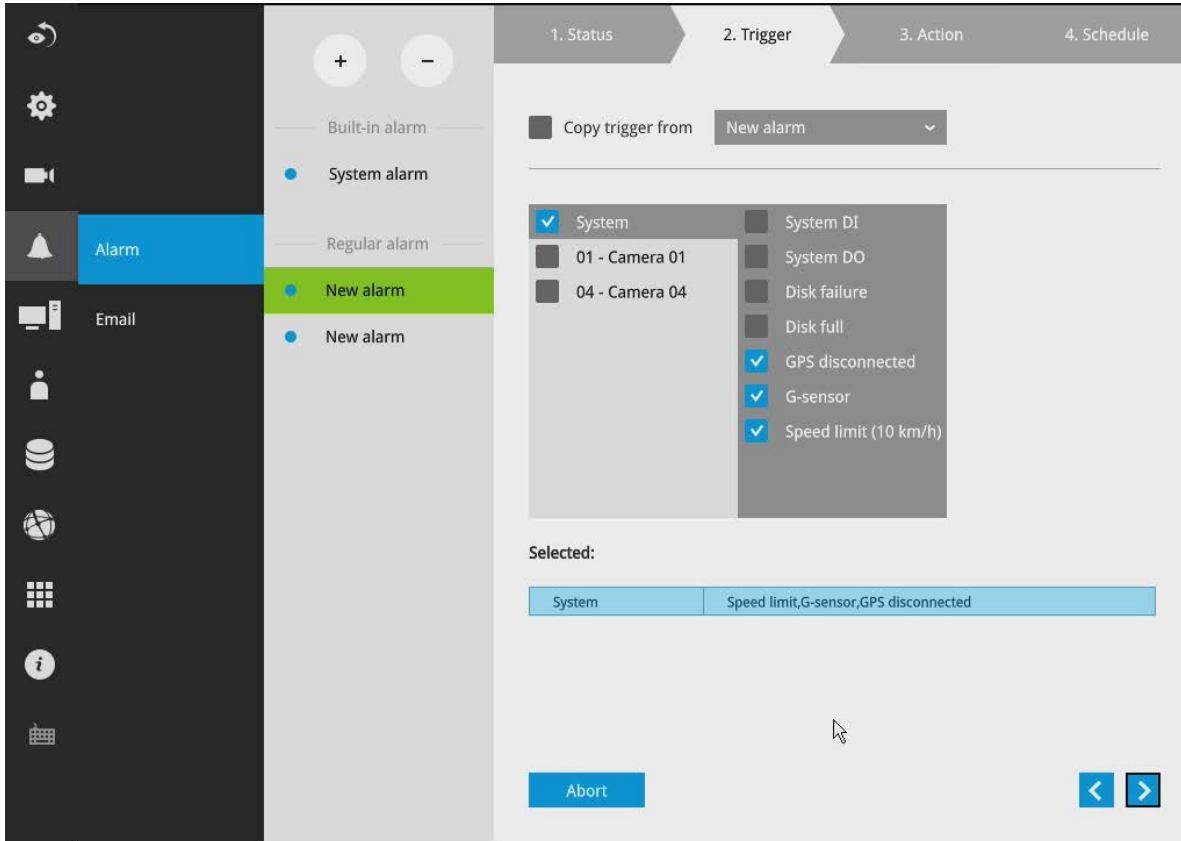 1. Status
2. Trigger
3. Action
4. Schedule
+
-
Built-in alarm
System alarm
Regular alarm
New alarm
New alarm
Alarm
Email
Copy trigger from
New alarm
System
01 - Camera 01
04 - Camera 04
System DI
System DO
Disk failure
Disk full
GPS disconnected
G-sensor
Speed limit (10 km/h)
Selected:
System
Speed limit,G-sensor,GPS disconnected
Abort